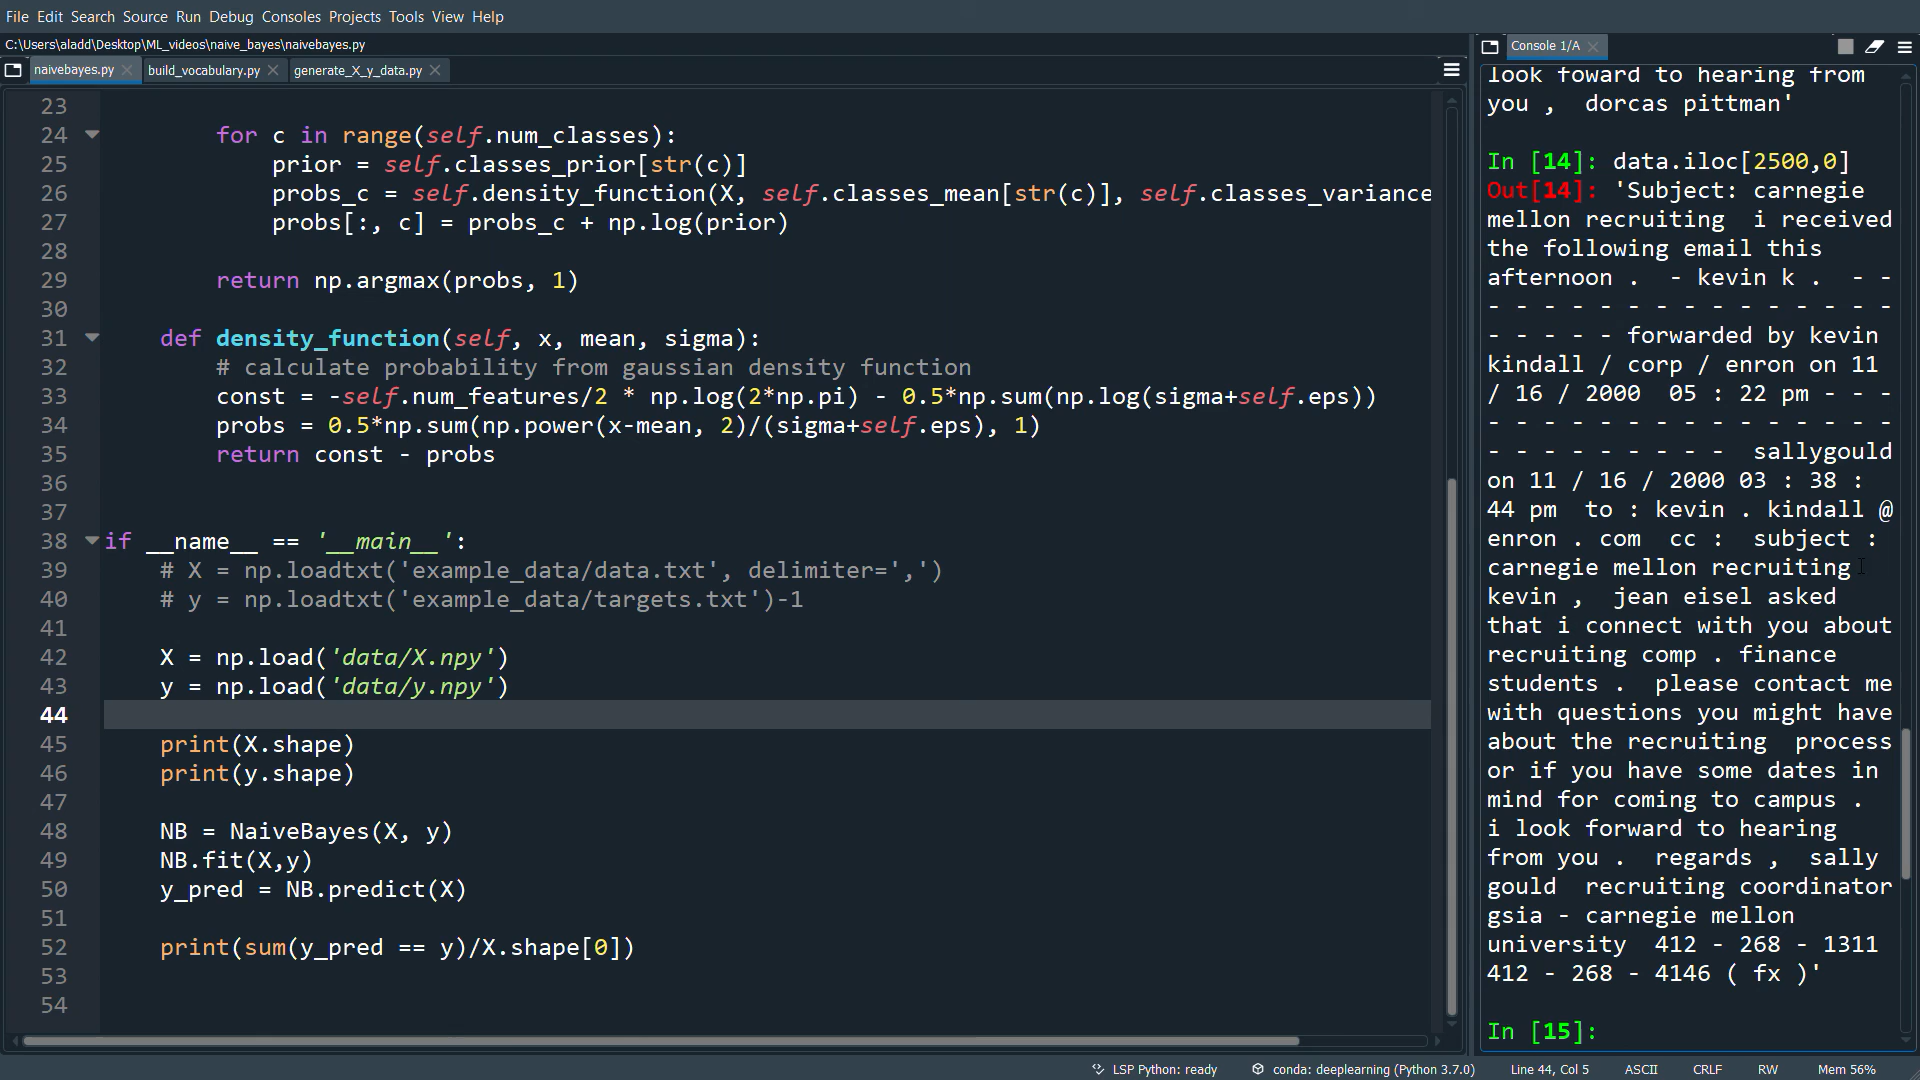 File Edit Search Source Run Debug Consoles Projects Tools View Help
C:\Users\aladd\Desktop\ML_videos\naive_bayes\naivebayes.py
naivebayes.py build_vocabulary.py generate_X_y_data.py
23
24 for c in range(self.num_classes):
25 prior = self.classes_prior[str(c)]
26 probs_c = self.density_function(X, self.classes_mean[str(c)], self.classes_variance
27 probs[:, c] = probs_c + np.log(prior)
28
29 return np.argmax(probs, 1)
30
31 def density_function(self, x, mean, sigma):
32 # calculate probability from gaussian density function
33 const = -self.num_features/2 * np.log(2*np.pi) - 0.5*np.sum(np.log(sigma+self.eps))
34 probs = 0.5*np.sum(np.power(x-mean, 2)/(sigma+self.eps), 1)
35 return const - probs
36
37
38 if __name__ == '__main__':
39 # X = np.loadtxt('example_data/data.txt', delimiter=',')
40 # y = np.loadtxt('example_data/targets.txt')-1
41
42 X = np.load('data/X.npy')
43 y = np.load('data/y.npy')
44
45 print(X.shape)
46 print(y.shape)
47
48 NB = NaiveBayes(X, y)
49 NB.fit(X,y)
50 y_pred = NB.predict(X)
51
52 print(sum(y_pred == y)/X.shape[0])
53
54
Console 1/A
look foward to hearing from
you , dorcas pittman'
In [14]: data.iloc[2500,0]
Out[14]: 'Subject: carnegie
mellon recruiting i received
the following email this
afternoon . - kevin k . - -
- - - - - - - - - - - - - - -
- - - - - forwarded by kevin
kindall / corp / enron on 11
/ 16 / 2000 05 : 22 pm - - -
- - - - - - - - - - - - - - -
- - - - - - - - - sallygould
on 11 / 16 / 2000 03 : 38 :
44 pm to : kevin . kindall @
enron . com cc : subject :
carnegie mellon recruiting
kevin , jean eisel asked
that i connect with you about
recruiting comp . finance
students . please contact me
with questions you might have
about the recruiting process
or if you have some dates in
mind for coming to campus .
i look forward to hearing
from you . regards , sally
gould recruiting coordinator
gsia - carnegie mellon
university 412 - 268 - 1311
412 - 268 - 4146 ( fx )'
In [15]:
LSP Python: ready conda: deeplearning (Python 3.7.0) Line 44, Col 5 ASCII CRLF RW Mem 56%